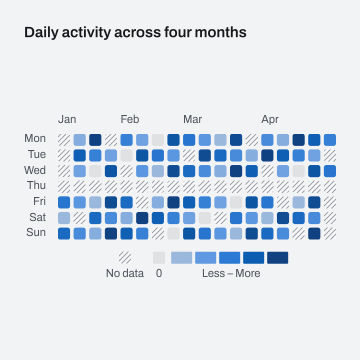 Daily activity across four months
Jan Feb Mar Apr
Mon
Tue
Wed
Thu
Fri
Sat
Sun
No data 0 Less – More